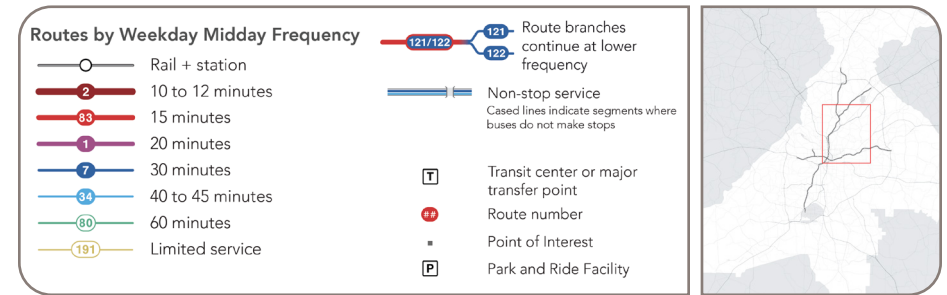 Routes by Weekday Midday Frequency
Rail + station
2 10 to 12 minutes
83 15 minutes
1 20 minutes
7 30 minutes
34 40 to 45 minutes
80 60 minutes
191 Limited service
121/122 121 122 Route branches
continue at lower
frequency
Non-stop service
Cased lines indicate segments where
buses do not make stops
T Transit center or major
transfer point
## Route number
Point of Interest
P Park and Ride Facility